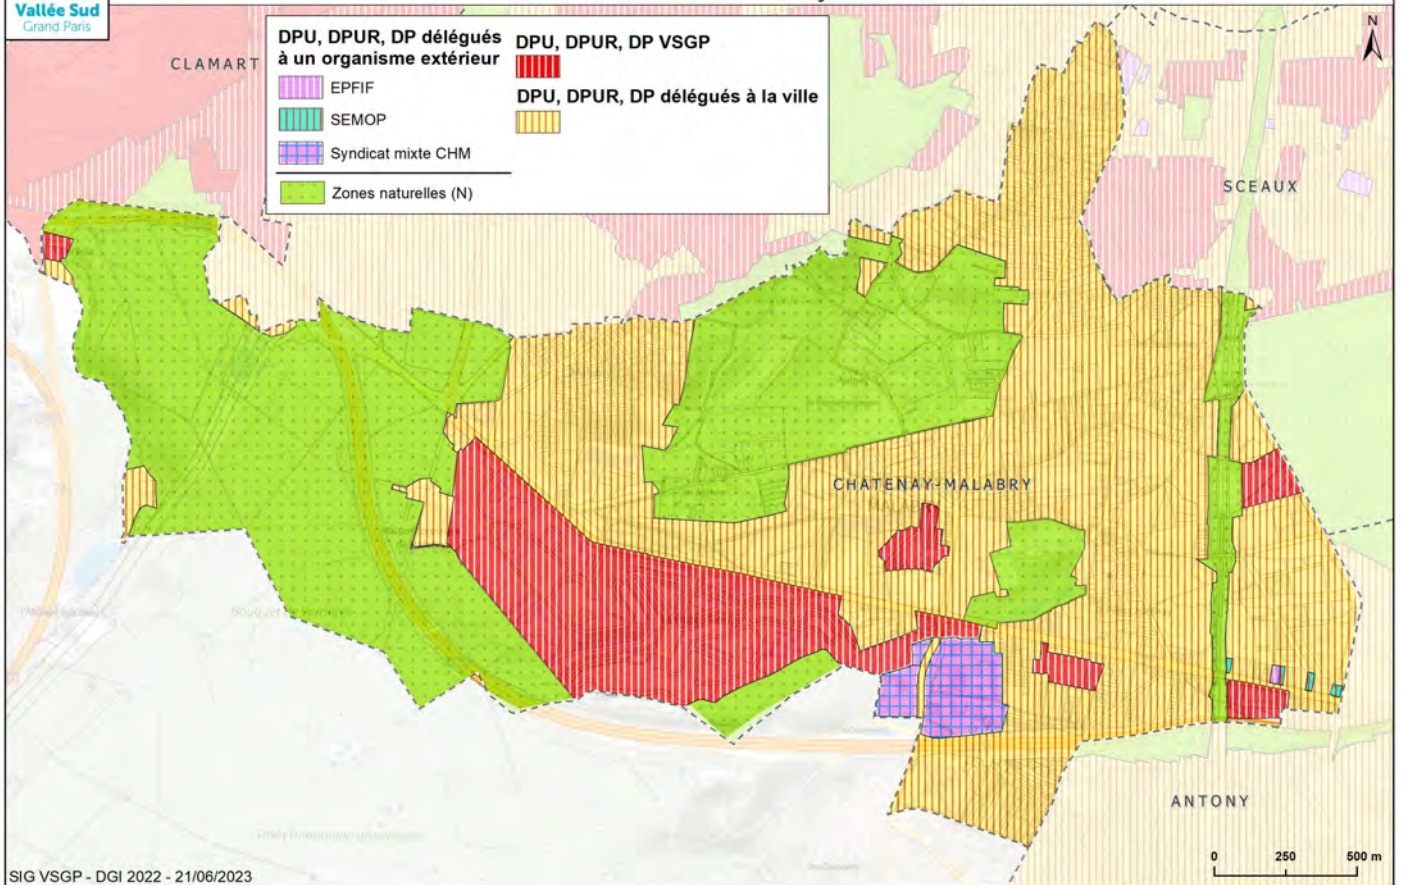 Vallée Sud
Grand Paris
N
CLAMART
DPU, DPUR, DP délégués
à un organisme extérieur
EPFIF
SEMOP
Syndicat mixte CHM
Zones naturelles (N)
DPU, DPUR, DP VSGP
DPU, DPUR, DP délégués à la ville
SCEAUX
CHATENAY-MALABRY
ANTONY
0 250 500 m
SIG VSGP - DGI 2022 - 21/06/2023